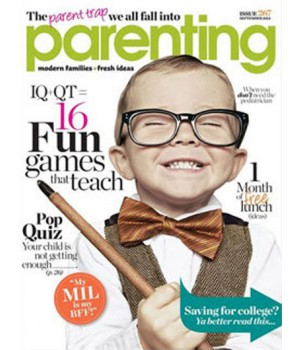 The parent trap we all fall into
ISSUE 267
SEPTEMBER 2012
parenting
modern families + fresh ideas
IQ+QT =
16
Fun
games
that teach
When you
don't need the
pediatrician
1
Month
of free
lunch
(ideas)
Pop
Quiz
Your child is
not getting
enough
(p. 28)
"My
MIL
is my
BFF!"
Saving for college?
Ya better read this...